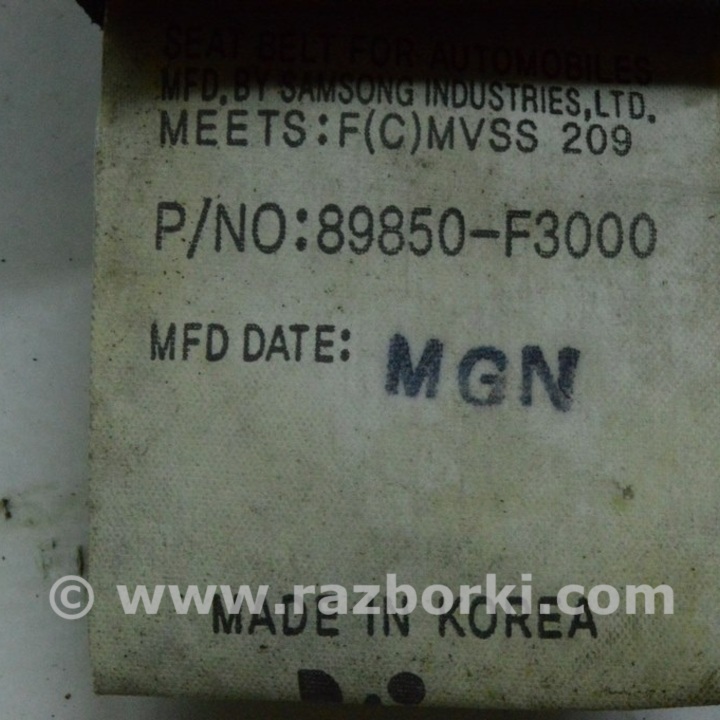 SEAT BELT FOR AUTOMOBILES
MFD. BY SAMSONG INDUSTRIES, LTD.
MEETS: F(C)MVSS 209
P/NO: 89850-F3000
MFD DATE: MGN
© www.razborki.com
MADE IN KOREA